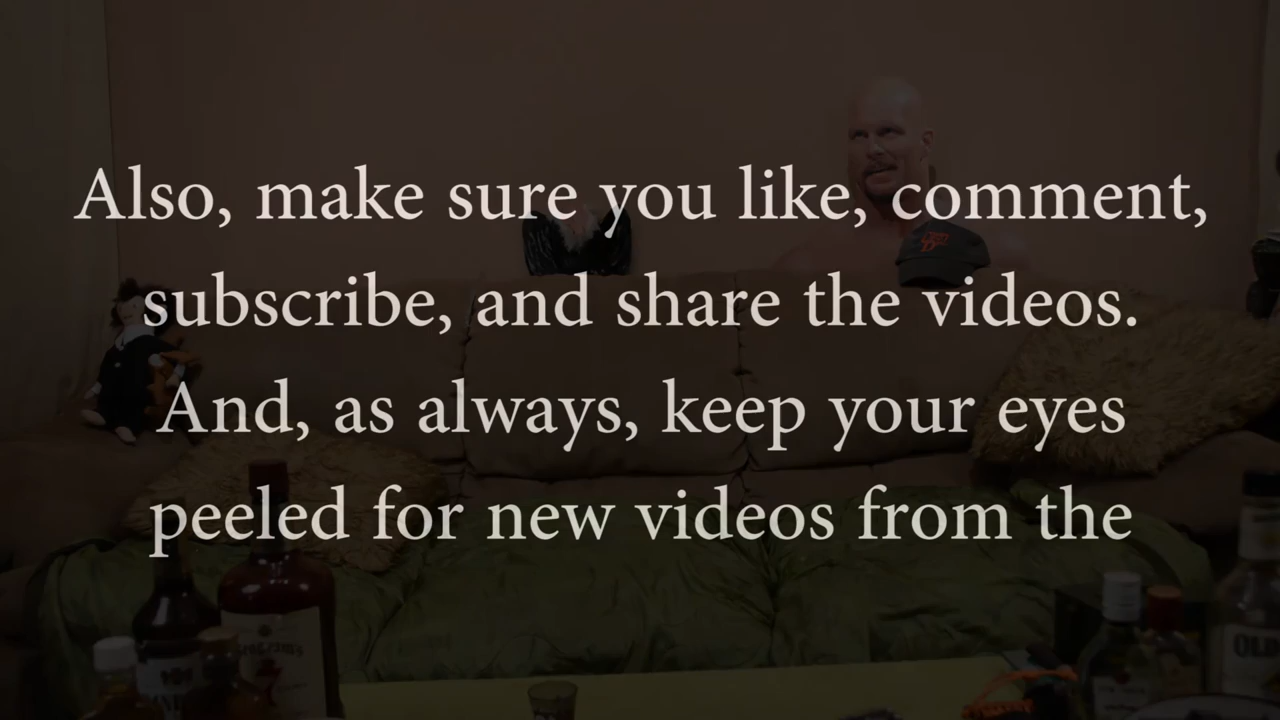 Also, make sure you like, comment,
subscribe, and share the videos.
And, as always, keep your eyes
peeled for new videos from the
OLD